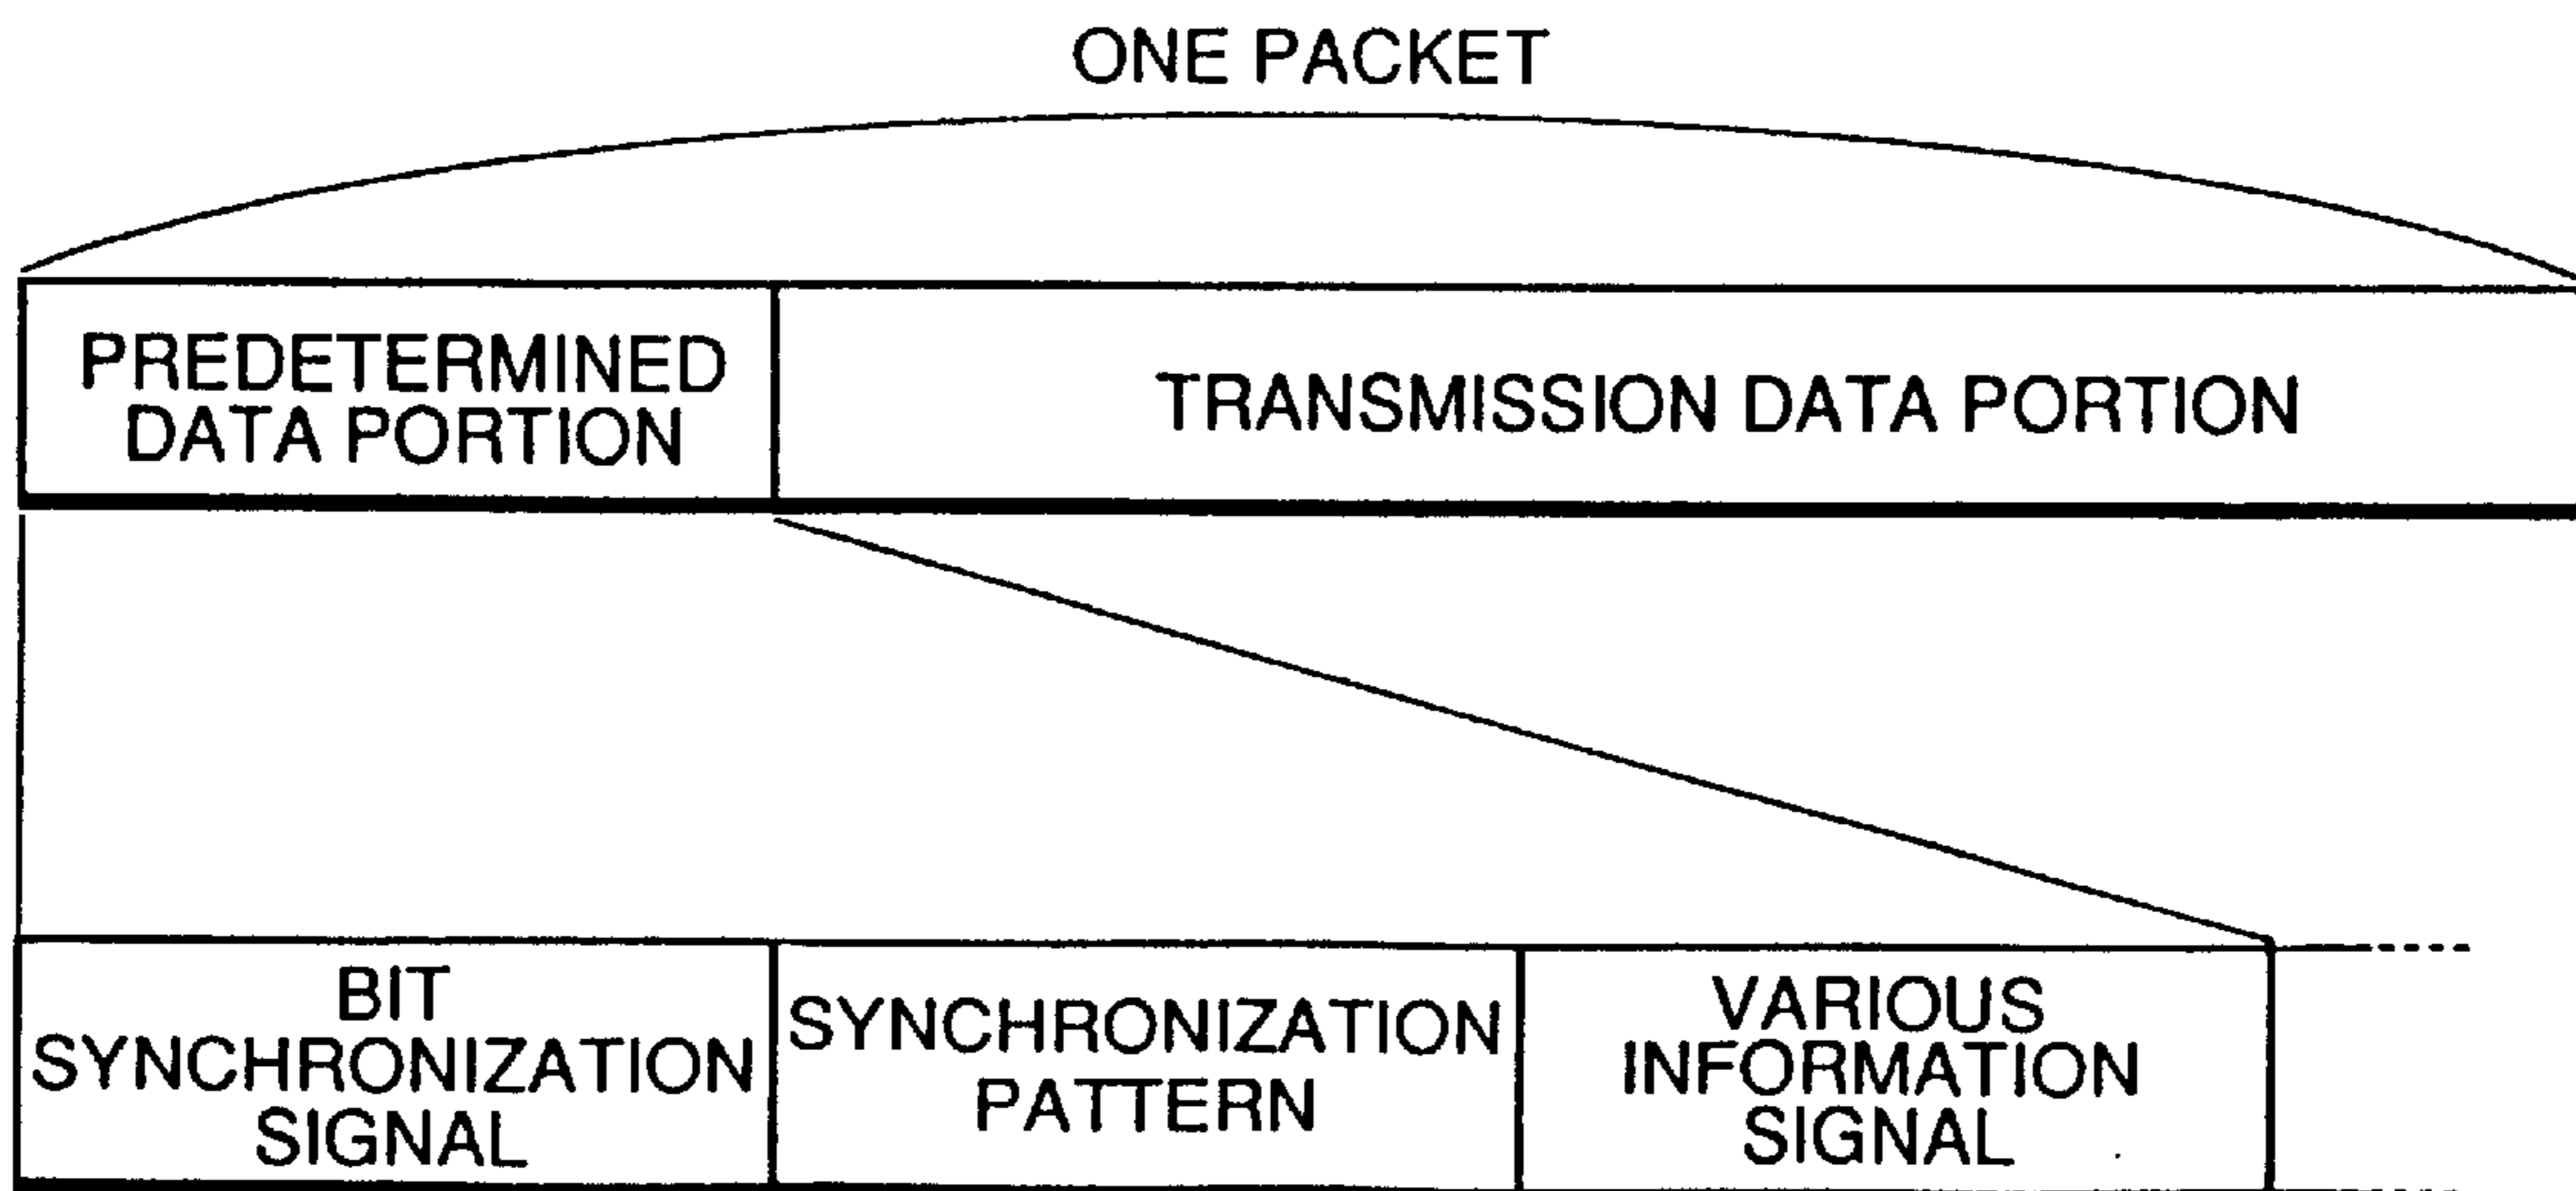 ONE PACKET
PREDETERMINED
DATA PORTION
TRANSMISSION DATA PORTION
BIT
SYNCHRONIZATION
SIGNAL
SYNCHRONIZATION
PATTERN
VARIOUS
INFORMATION
SIGNAL